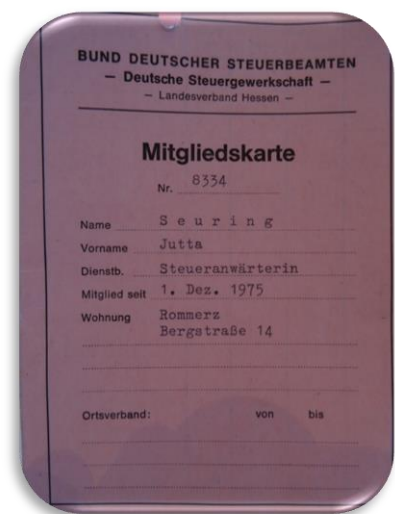 BUND DEUTSCHER STEUERBEAMTEN
— Deutsche Steuergewerkschaft —
— Landesverband Hessen —
Mitgliedskarte
Nr. 8334
Name S e u r i n g
Vorname Jutta
Dienstb. Steueranwärterin
Mitglied seit 1. Dez. 1975
Wohnung Rommerz
Bergstraße 14
Ortsverband: von bis